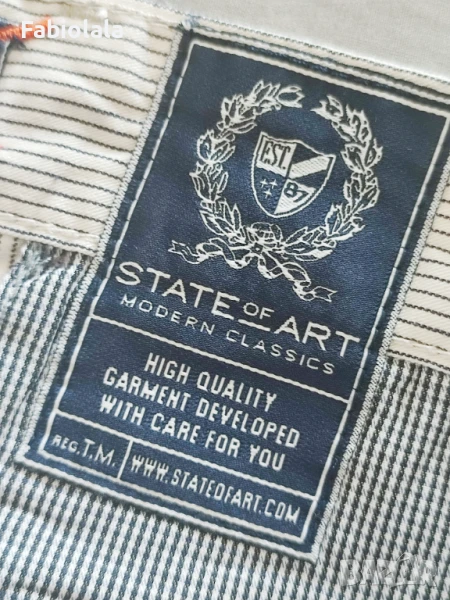 Fabiolala
EST.
87
STATE OF ART
MODERN CLASSICS
HIGH QUALITY
GARMENT DEVELOPED
WITH CARE FOR YOU
REG. T.M. WWW.STATEOFART.COM